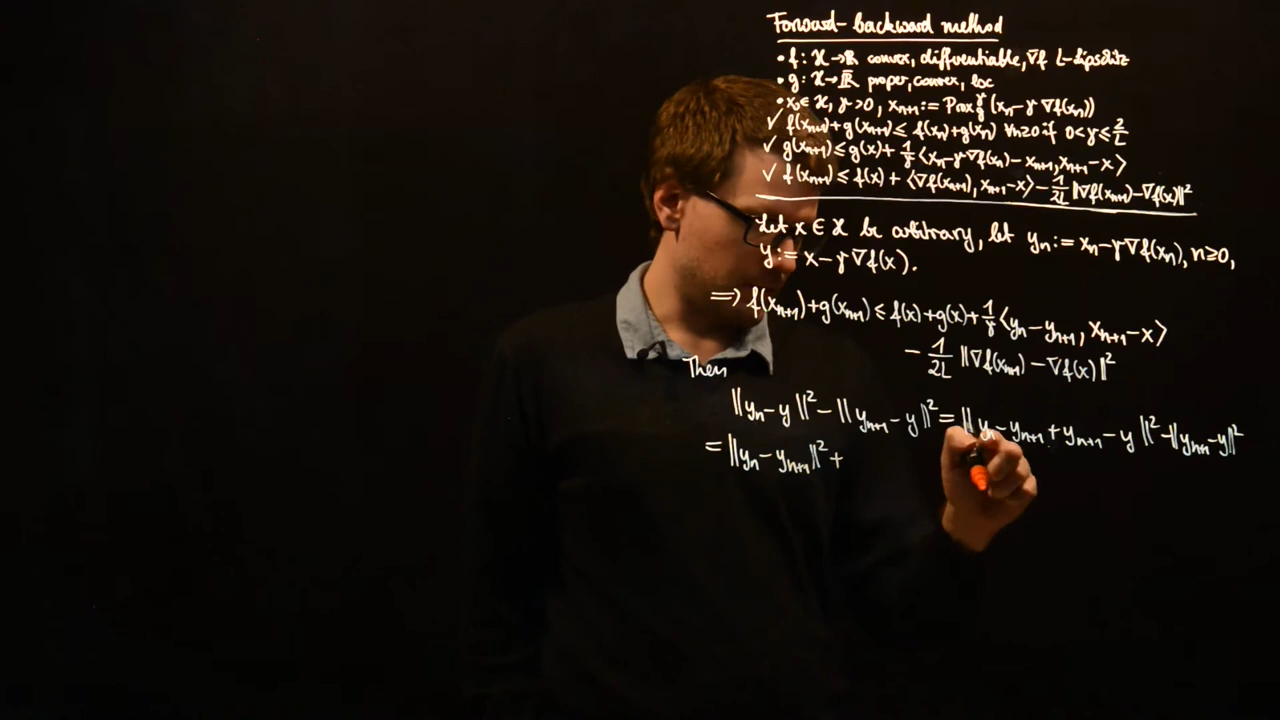 Forward-backward method
• f: ℋ→ℝ convex, differentiable, ∇f L-Lipschitz
• g: ℋ→ℝ̄ proper, convex, lsc
• x₀ ∈ ℋ, γ>0, xₙ₊₁ := Prox_g^γ (xₙ-γ ∇f(xₙ))
✓ f(xₙ₊₁)+g(xₙ₊₁) ≤ f(xₙ)+g(xₙ) ∀n≥0 if 0<γ≤2/L
✓ g(xₙ₊₁) ≤ g(x)+ 1/γ ⟨xₙ-γ∇f(xₙ)-xₙ₊₁, xₙ₊₁-x⟩
✓ f(xₙ₊₁) ≤ f(x) + ⟨∇f(xₙ₊₁), xₙ₊₁-x⟩ - 1/2L ‖∇f(xₙ₊₁)-∇f(x)‖²
Let x ∈ ℋ be arbitrary, let yₙ := xₙ-γ∇f(xₙ), n≥0,
y := x-γ∇f(x).
⟹ f(xₙ₊₁)+g(xₙ₊₁) ≤ f(x)+g(x)+ 1/γ ⟨yₙ-yₙ₊₁, xₙ₊₁-x⟩
- 1/2L ‖∇f(xₙ₊₁)-∇f(x)‖²
Then
‖yₙ-y‖² - ‖yₙ₊₁-y‖² = ‖yₙ-yₙ₊₁+yₙ₊₁-y‖²-‖yₙ₊₁-y‖²
= ‖yₙ-yₙ₊₁‖² +